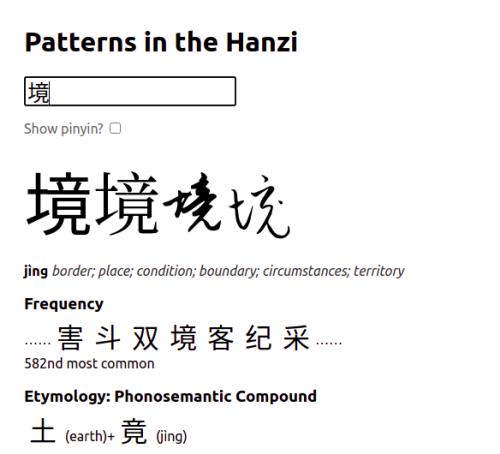 Patterns in the Hanzi
境
Show pinyin?
境境境境
jìng border; place; condition; boundary; circumstances; territory
Frequency
...... 害 斗 双 境 客 纪 采 ......
582nd most common
Etymology: Phonosemantic Compound
土 (earth)+ 竟 (jìng)